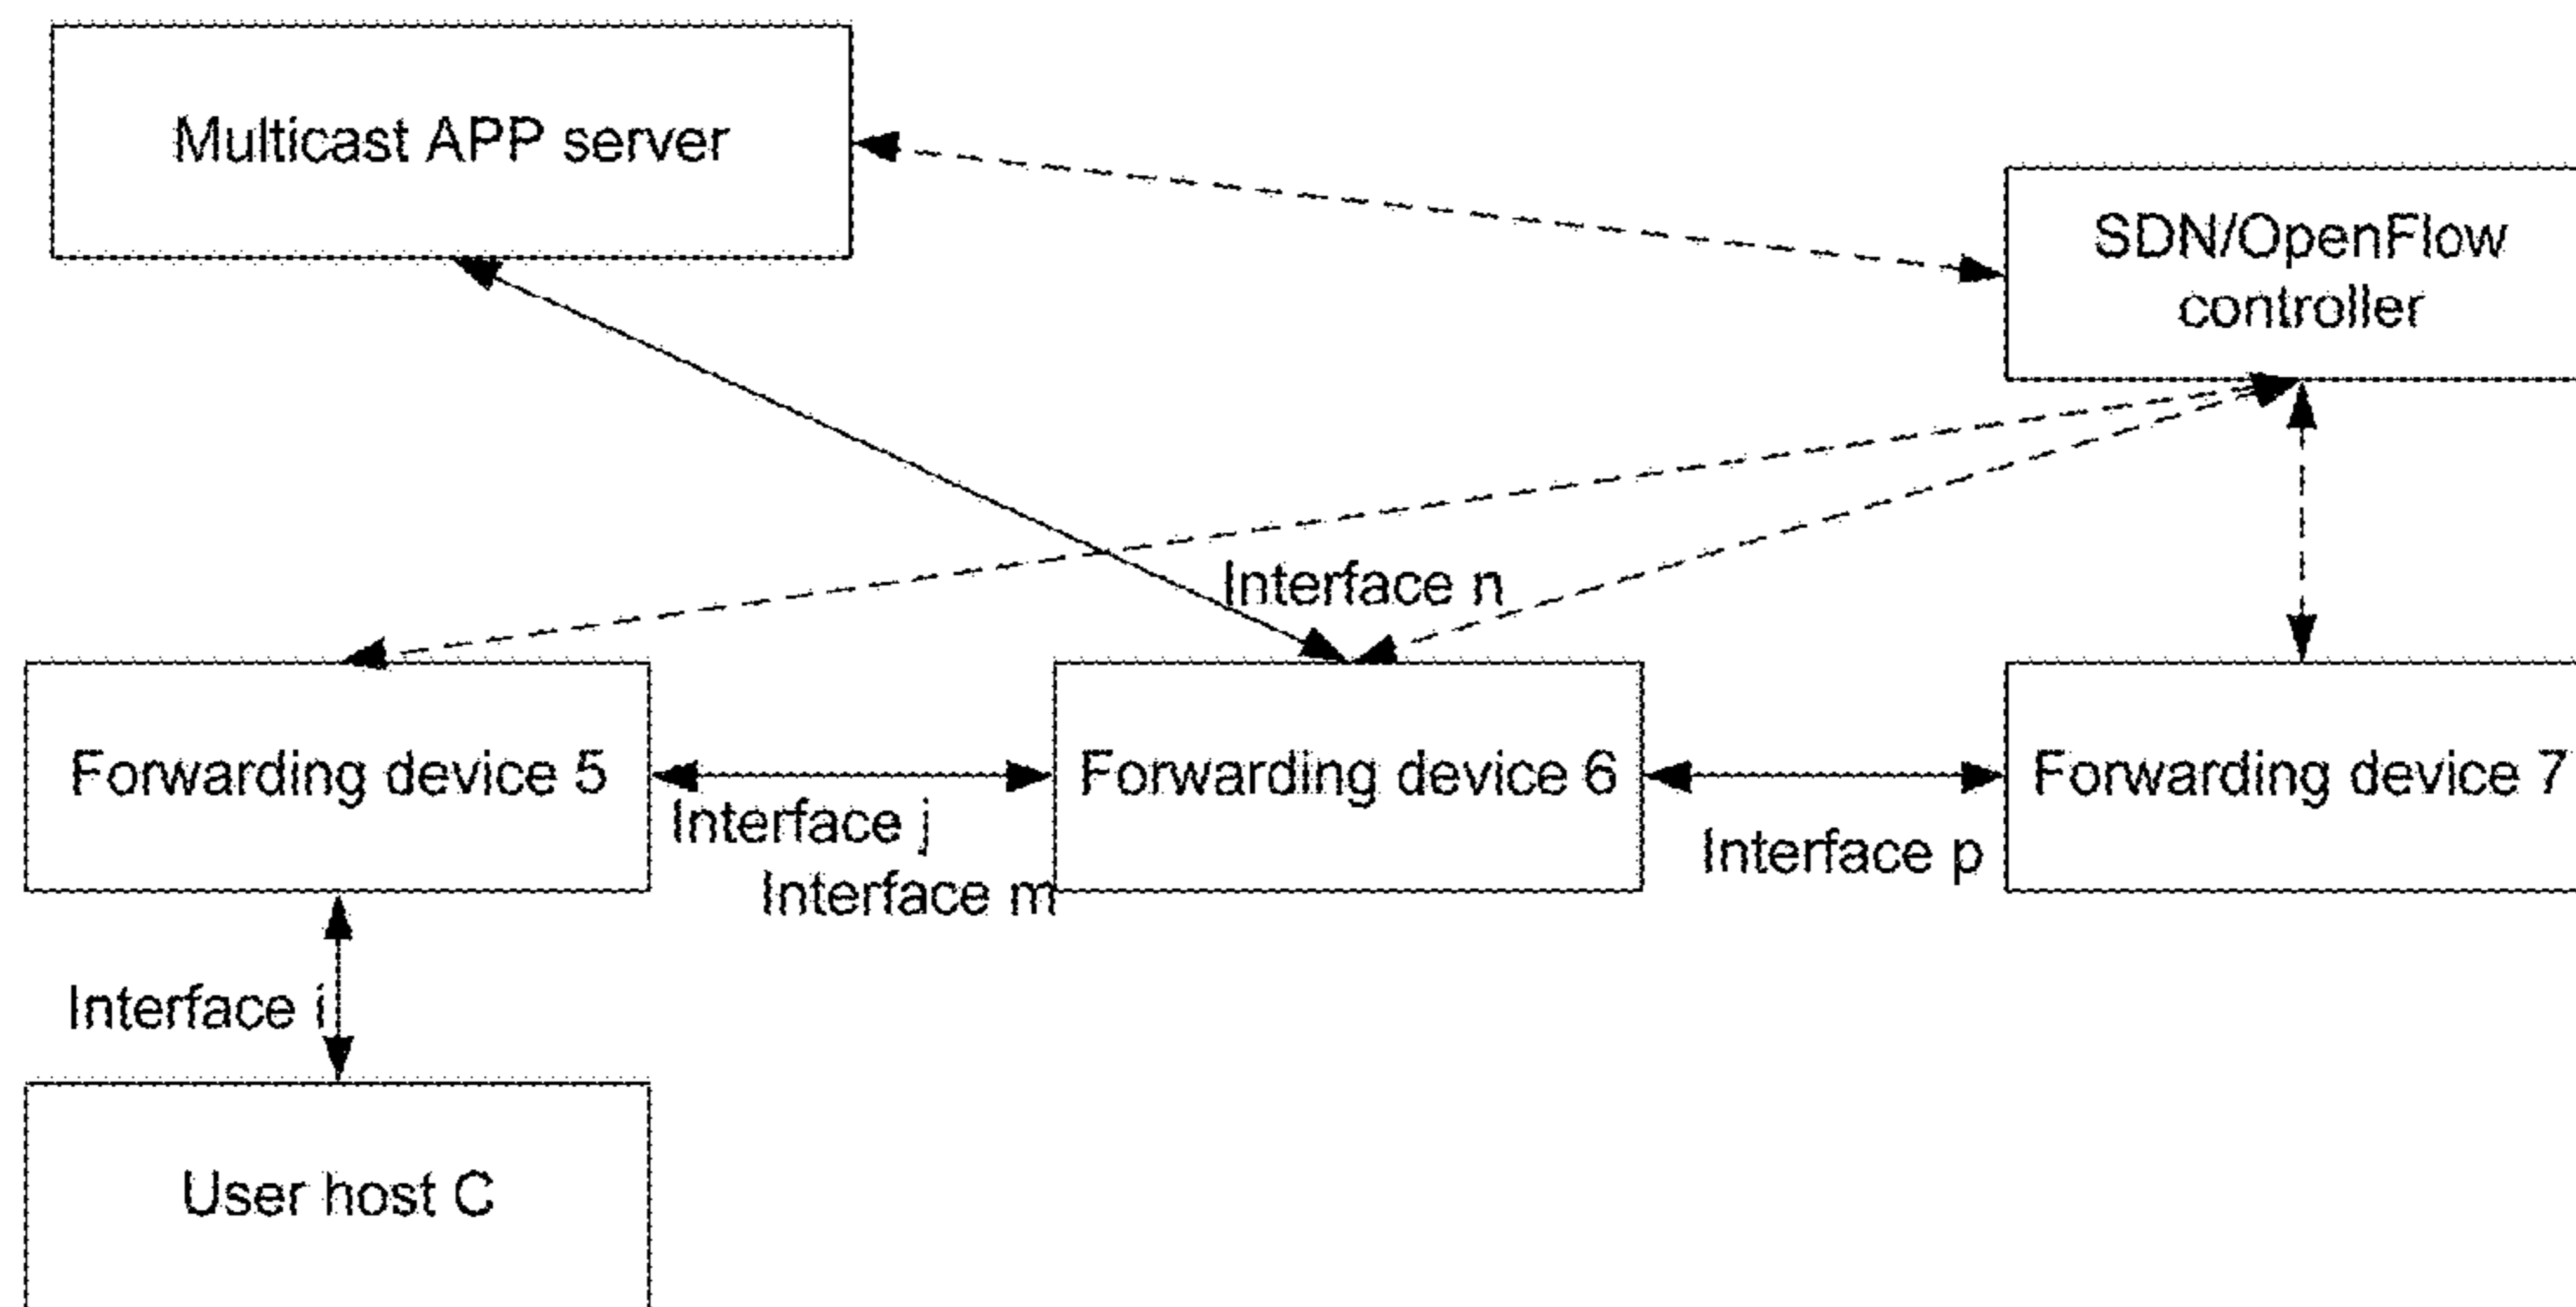 Multicast APP server
SDN/OpenFlow
controller
Interface n
Forwarding device 5
Forwarding device 6
Forwarding device 7
Interface j
Interface p
Interface m
Interface i
User host C